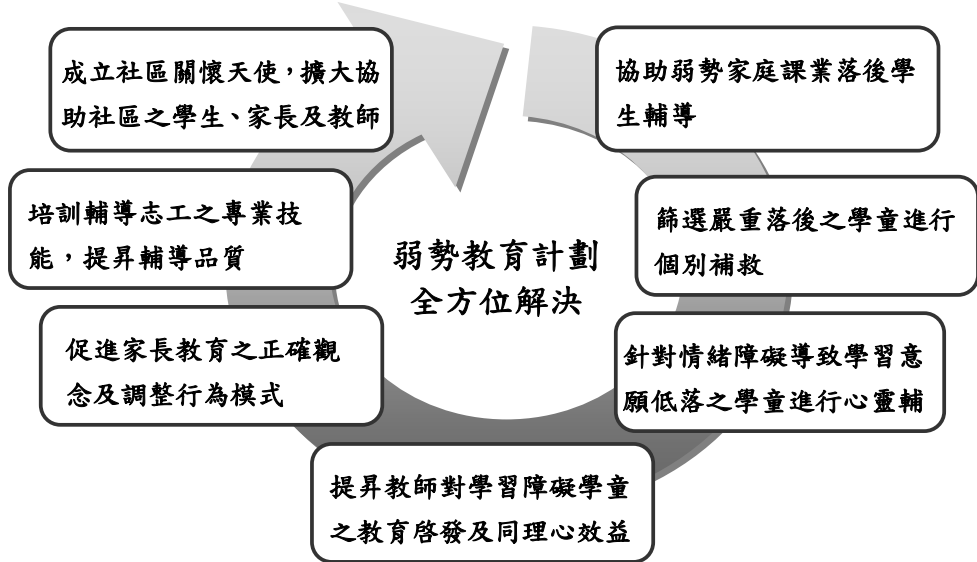 弱勢教育計劃
全方位解決
協助弱勢家庭課業落後學
生輔導
篩選嚴重落後之學童進行
個別補救
針對情緒障礙導致學習意
願低落之學童進行心靈輔
提昇教師對學習障礙學童
之教育啓發及同理心效益
促進家長教育之正確觀
念及調整行為模式
培訓輔導志工之專業技
能，提昇輔導品質
成立社區關懷天使，擴大協
助社區之學生、家長及教師